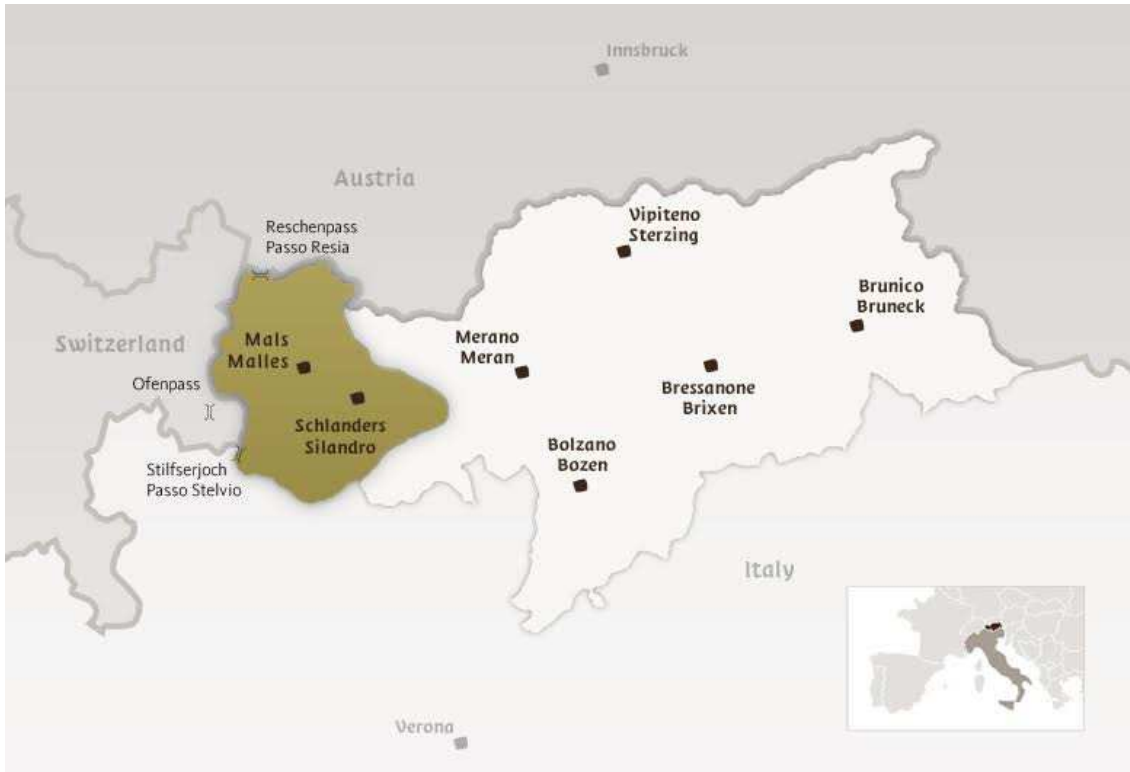 Innsbruck
Austria
Vipiteno
Sterzing
Reschenpass
Passo Resia
Brunico
Bruneck
Switzerland
Mals
Malles
Merano
Meran
Ofenpass
Bressanone
Brixen
Schlanders
Silandro
Bolzano
Bozen
Stilfserjoch
Passo Stelvio
Italy
Verona